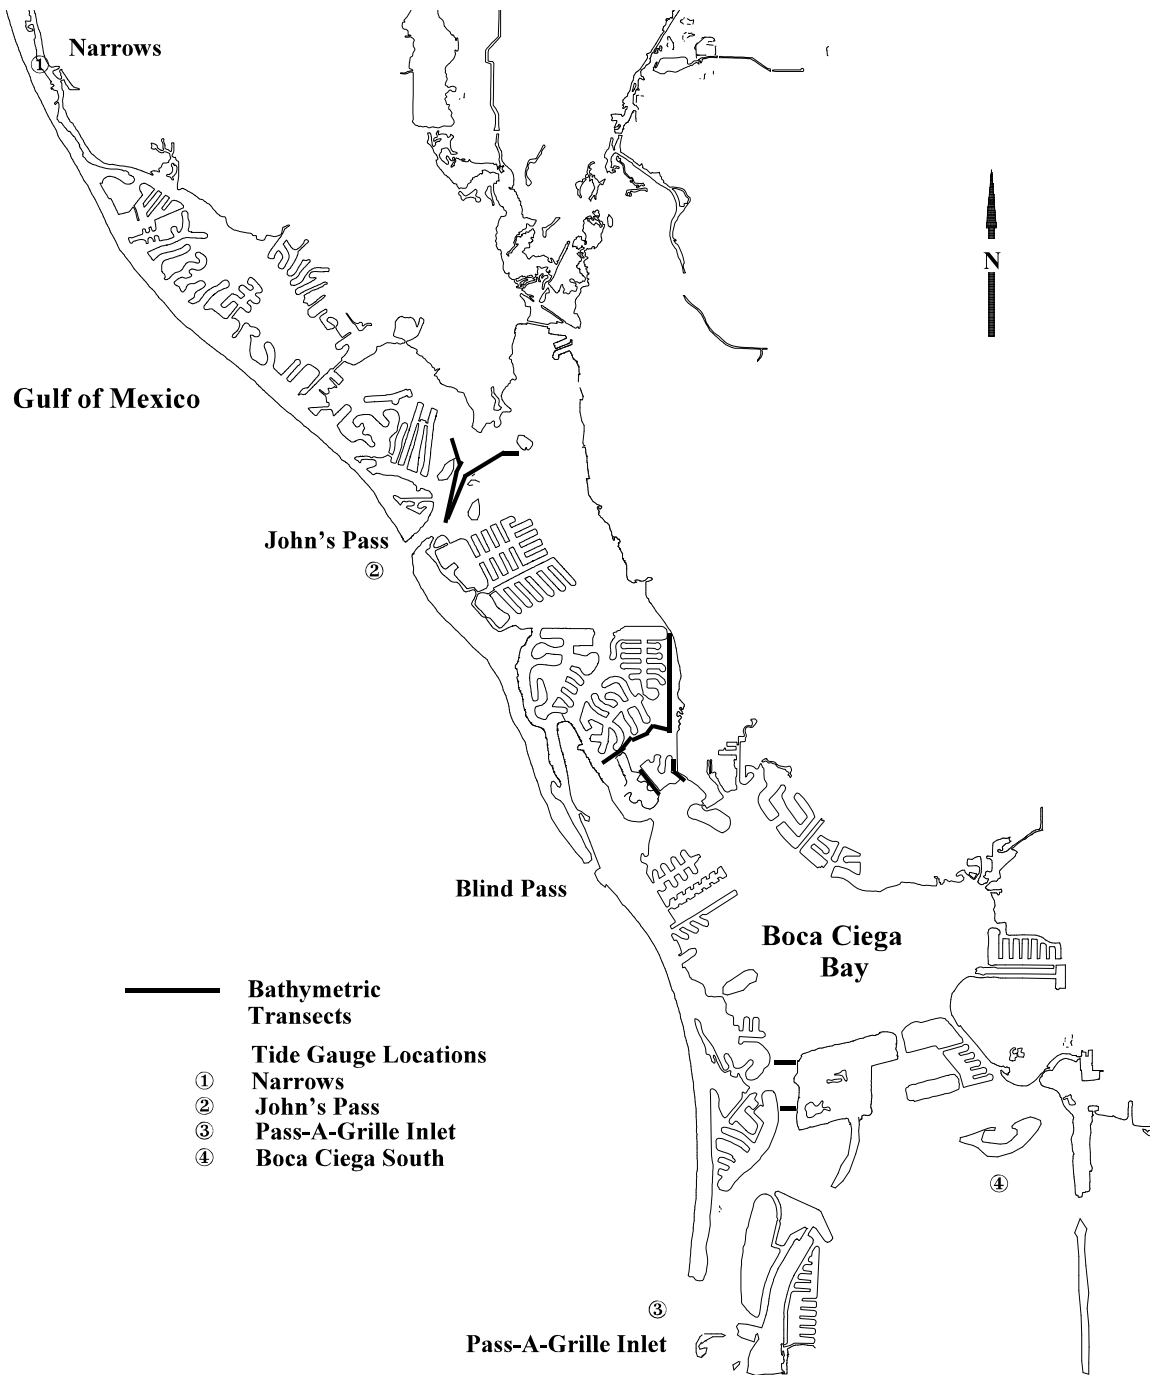 Narrows
①
N
Gulf of Mexico
John's Pass
②
Blind Pass
Boca Ciega
Bay
Bathymetric
Transects
Tide Gauge Locations
① Narrows
② John's Pass
③ Pass-A-Grille Inlet
④ Boca Ciega South
④
③
Pass-A-Grille Inlet